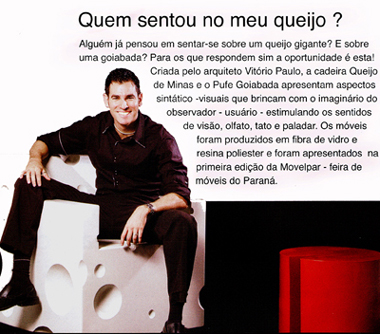 Quem sentou no meu queijo ?
Alguém já pensou em sentar-se sobre um queijo gigante? E sobre
uma goiabada? Para os que respondem sim a oportunidade é esta!
Criada pelo arquiteto Vitório Paulo, a cadeira Queijo
de Minas e o Pufe Goiabada apresentam aspectos
sintático -visuais que brincam com o imaginário do
observador - usuário - estimulando os sentidos
de visão, olfato, tato e paladar. Os móveis
foram produzidos em fibra de vidro e
resina poliester e foram apresentados na
primeira edição da Movelpar - feira de
móveis do Paraná.